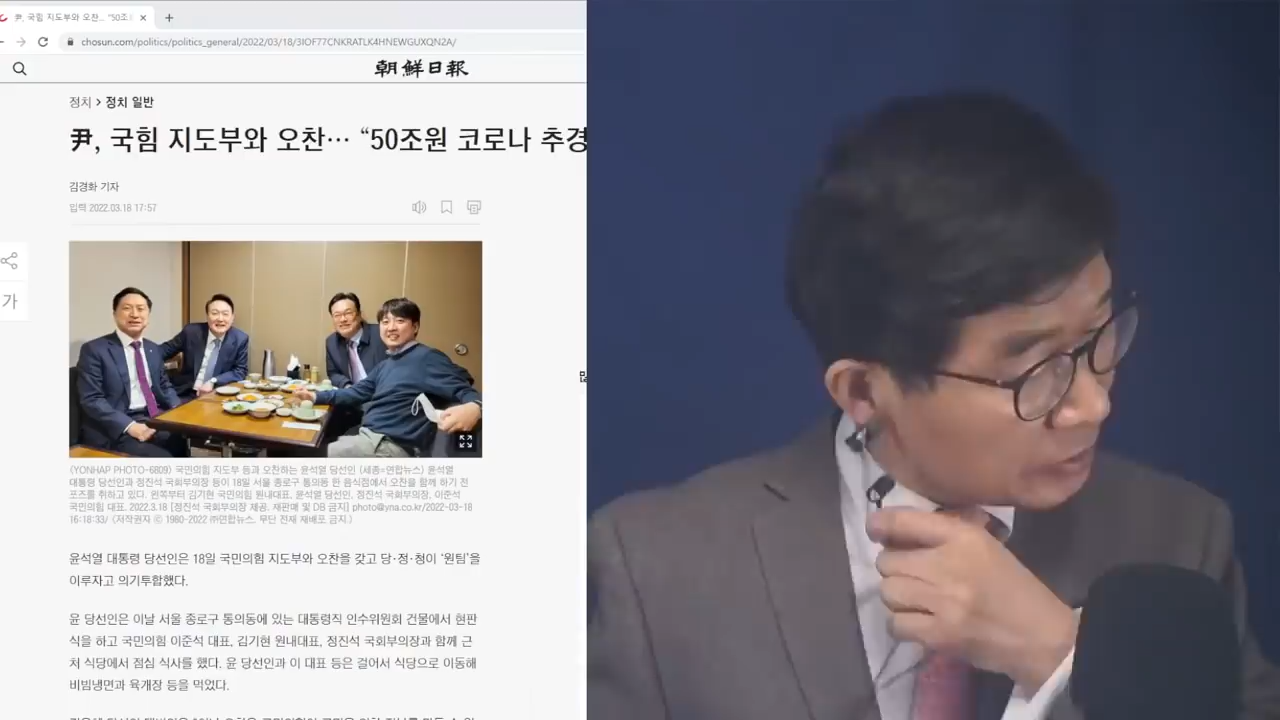 尹, 국힘 지도부와 오찬… “50조
chosun.com/politics/politics_general/2022/03/18/3IOF77CNKRATLK4HNEWGUXQN2A/
朝鮮日報
정치 > 정치 일반
尹, 국힘 지도부와 오찬… “50조원 코로나 추경
김경화 기자
입력 2022.03.18 17:57
가
(YONHAP PHOTO-6809) 국민의힘 지도부 등과 오찬하는 윤석열 당선인 (세종=연합뉴스) 윤석열
대통령 당선인과 정진석 국회부의장 등이 18일 서울 종로구 통의동 한 음식점에서 오찬을 함께 하기 전
포즈를 취하고 있다. 왼쪽부터 김기현 국민의힘 원내대표, 윤석열 당선인, 정진석 국회부의장, 이준석
국민의힘 대표. 2022.3.18 [정진석 국회부의장 제공. 재판매 및 DB 금지] photo@yna.co.kr/2022-03-18
16:18:33/ <저작권자 ⓒ 1980-2022 ㈜연합뉴스. 무단 전재 재배포 금지.>
윤석열 대통령 당선인은 18일 국민의힘 지도부와 오찬을 갖고 당·정·청이 ‘원팀’을
이루자고 의기투합했다.
윤 당선인은 이날 서울 종로구 통의동에 있는 대통령직 인수위원회 건물에서 현판
식을 하고 국민의힘 이준석 대표, 김기현 원내대표, 정진석 국회부의장과 함께 근
처 식당에서 점심 식사를 했다. 윤 당선인과 이 대표 등은 걸어서 식당으로 이동해
비빔냉면과 육개장 등을 먹었다.